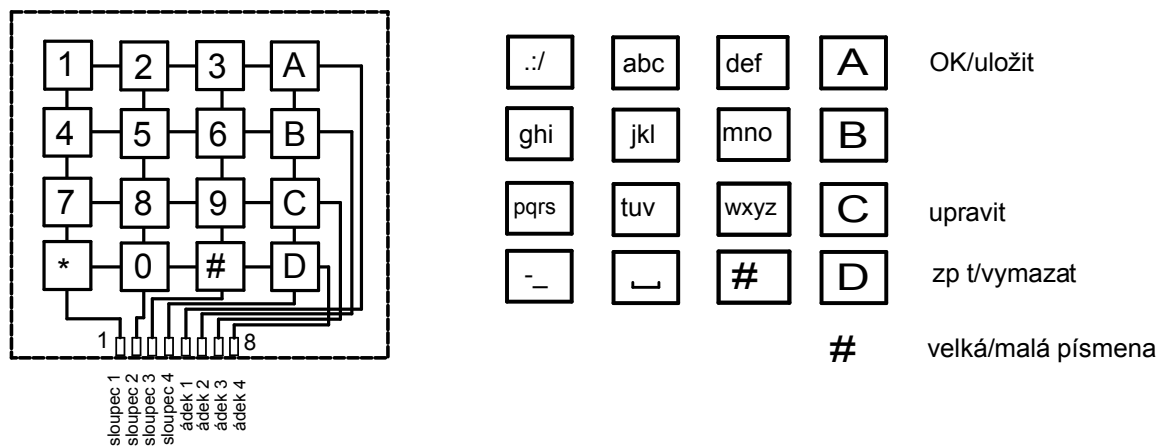 1 2 3 A
4 5 6 B
7 8 9 C
* 0 # D
1 8
sloupec 1
sloupec 2
sloupec 3
sloupec 4
ádek 1
ádek 2
ádek 3
ádek 4
.:/ abc def A OK/uložit
ghi jkl mno B
pqrs tuv wxyz C upravit
-_ ⌴ # D zp t/vymazat
# velká/malá písmena